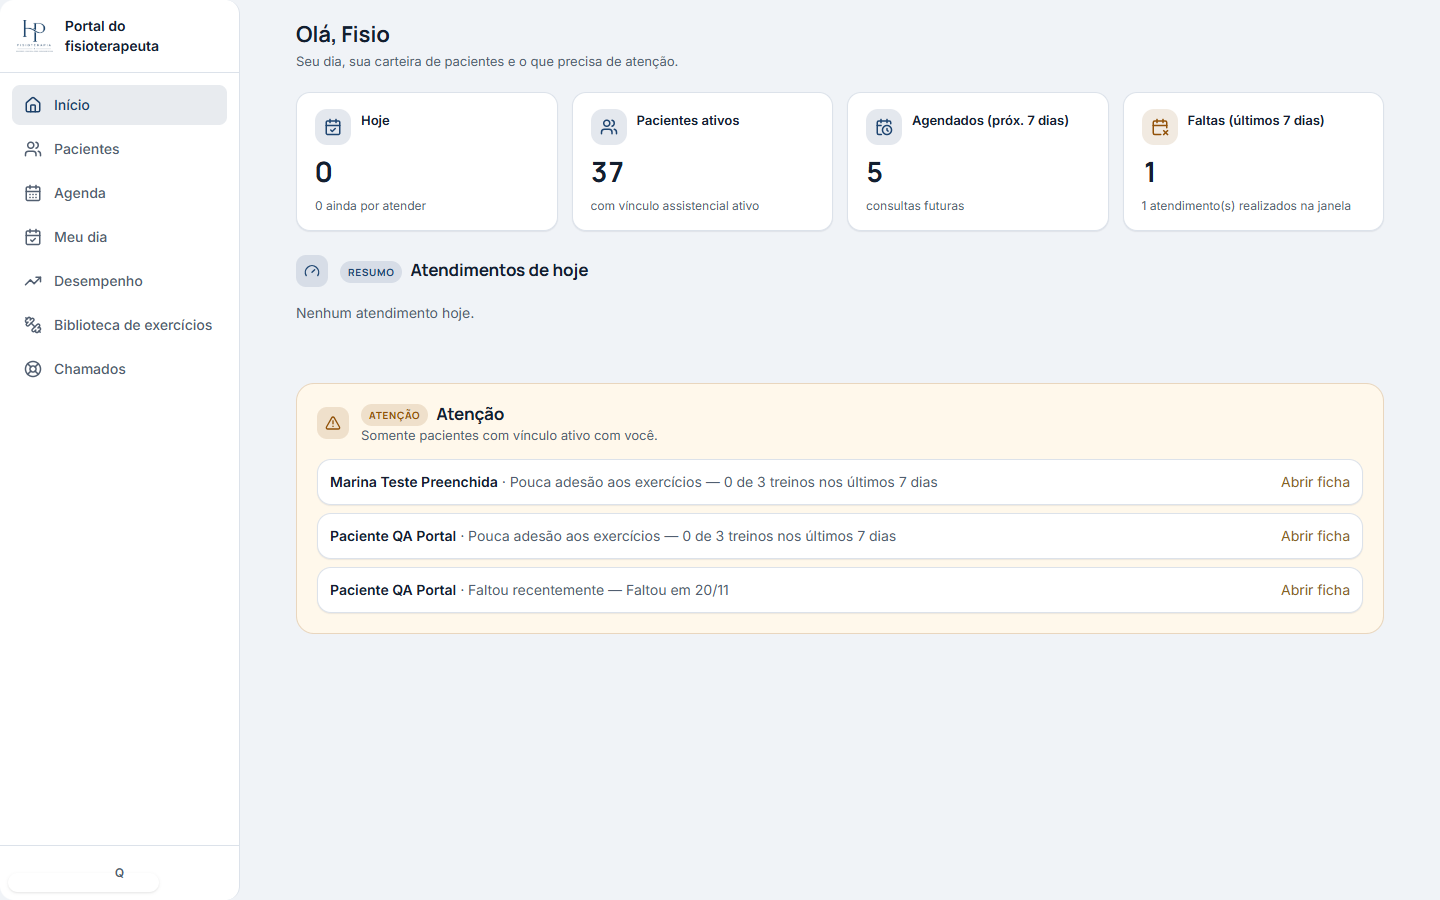 hp
FISIOTERAPIA
Portal do
fisioterapeuta
Início
Pacientes
Agenda
Meu dia
Desempenho
Biblioteca de exercícios
Chamados
Q
Olá, Fisio
Seu dia, sua carteira de pacientes e o que precisa de atenção.
Hoje
0
0 ainda por atender
Pacientes ativos
37
com vínculo assistencial ativo
Agendados (próx. 7 dias)
5
consultas futuras
Faltas (últimos 7 dias)
1
1 atendimento(s) realizados na janela
RESUMO Atendimentos de hoje
Nenhum atendimento hoje.
ATENÇÃO Atenção
Somente pacientes com vínculo ativo com você.
Marina Teste Preenchida · Pouca adesão aos exercícios — 0 de 3 treinos nos últimos 7 dias Abrir ficha
Paciente QA Portal · Pouca adesão aos exercícios — 0 de 3 treinos nos últimos 7 dias Abrir ficha
Paciente QA Portal · Faltou recentemente — Faltou em 20/11 Abrir ficha